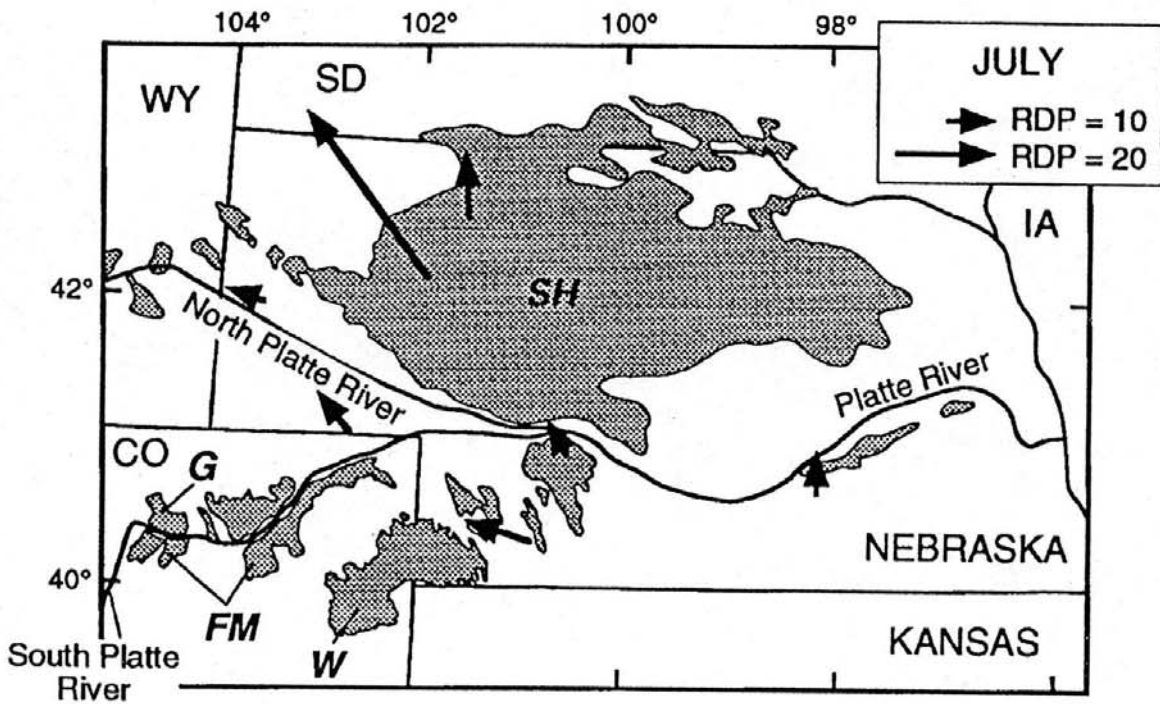 104°
102°
100°
98°
JULY
RDP = 10
RDP = 20
WY
SD
IA
42°
SH
North Platte River
Platte River
CO
G
NEBRASKA
40°
FM
W
KANSAS
South Platte
River